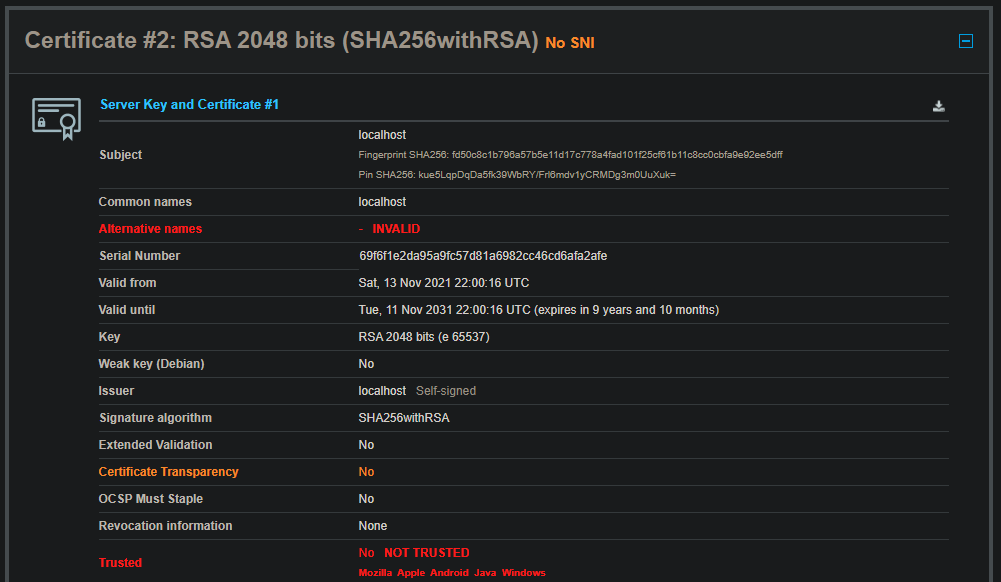 Certificate #2: RSA 2048 bits (SHA256withRSA) No SNI
Server Key and Certificate #1
Subject
localhost
Fingerprint SHA256: fd50c8c1b796a57b5e11d17c778a4fad101f25cf61b11c8cc0cbfa9e92ee5dff
Pin SHA256: kue5LqpDqDa5fk39WbRY/Frl6mdv1yCRMDg3m0UuXuk=
Common names localhost
Alternative names - INVALID
Serial Number 69f6f1e2da95a9fc57d81a6982cc46cd6afa2afe
Valid from Sat, 13 Nov 2021 22:00:16 UTC
Valid until Tue, 11 Nov 2031 22:00:16 UTC (expires in 9 years and 10 months)
Key RSA 2048 bits (e 65537)
Weak key (Debian) No
Issuer localhost Self-signed
Signature algorithm SHA256withRSA
Extended Validation No
Certificate Transparency No
OCSP Must Staple No
Revocation information None
Trusted
No NOT TRUSTED
Mozilla Apple Android Java Windows